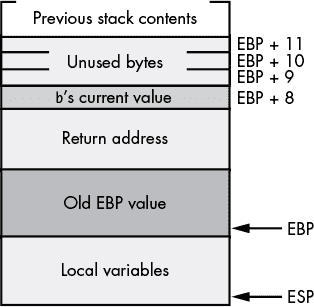 Previous stack contents
EBP + 11
Unused bytes
EBP + 10
EBP + 9
b's current value
EBP + 8
Return address
Old EBP value
EBP
Local variables
ESP